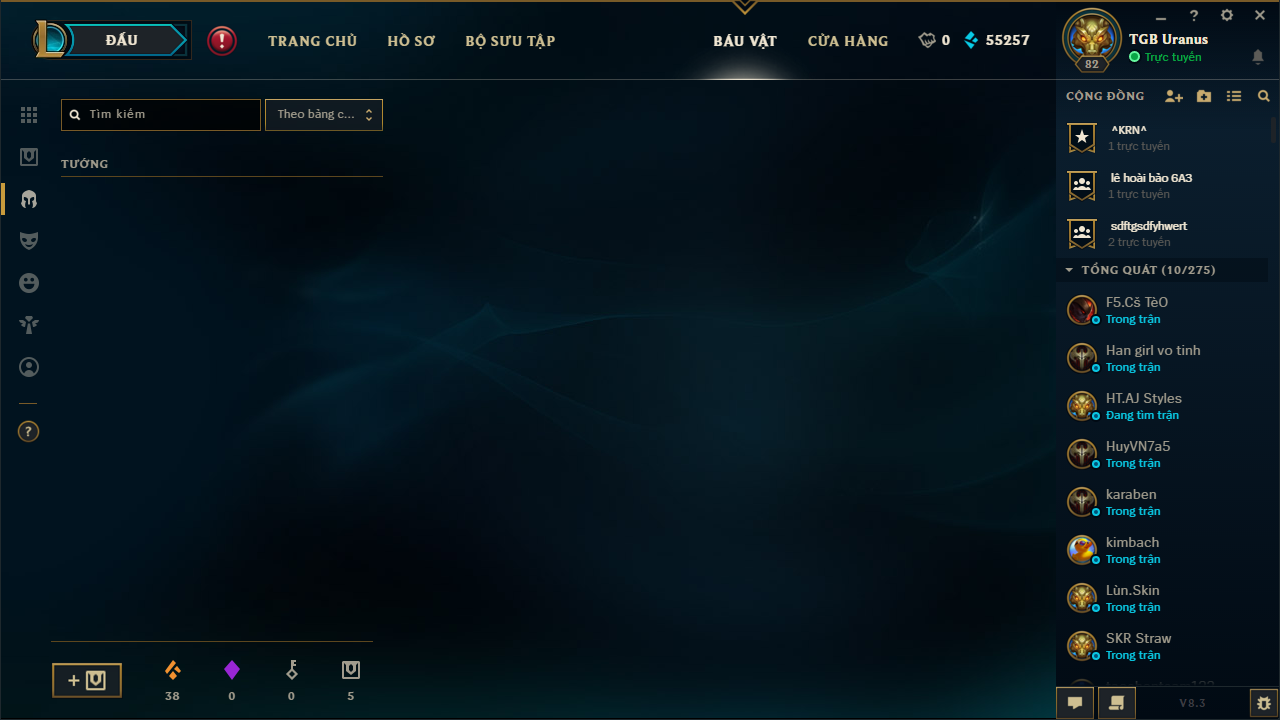 ĐẤU
TRANG CHỦ
HỒ SƠ
BỘ SƯU TẬP
BÁU VẬT
CỬA HÀNG
0
55257
82
TGB Uranus
Trực tuyến
Tìm kiếm
Theo bảng c...
TƯỚNG
CỘNG ĐỒNG
^KRN^
1 trực tuyến
lê hoài bảo 6A3
1 trực tuyến
sdftgsdfyhwert
2 trực tuyến
TỔNG QUÁT (10/275)
F5.Cš TèO
Trong trận
Han girl vo tinh
Trong trận
HT.AJ Styles
Đang tìm trận
HuyVN7a5
Trong trận
karaben
Trong trận
kimbach
Trong trận
Lùn.Skin
Trong trận
SKR Straw
Trong trận
38
0
0
5
V8.3